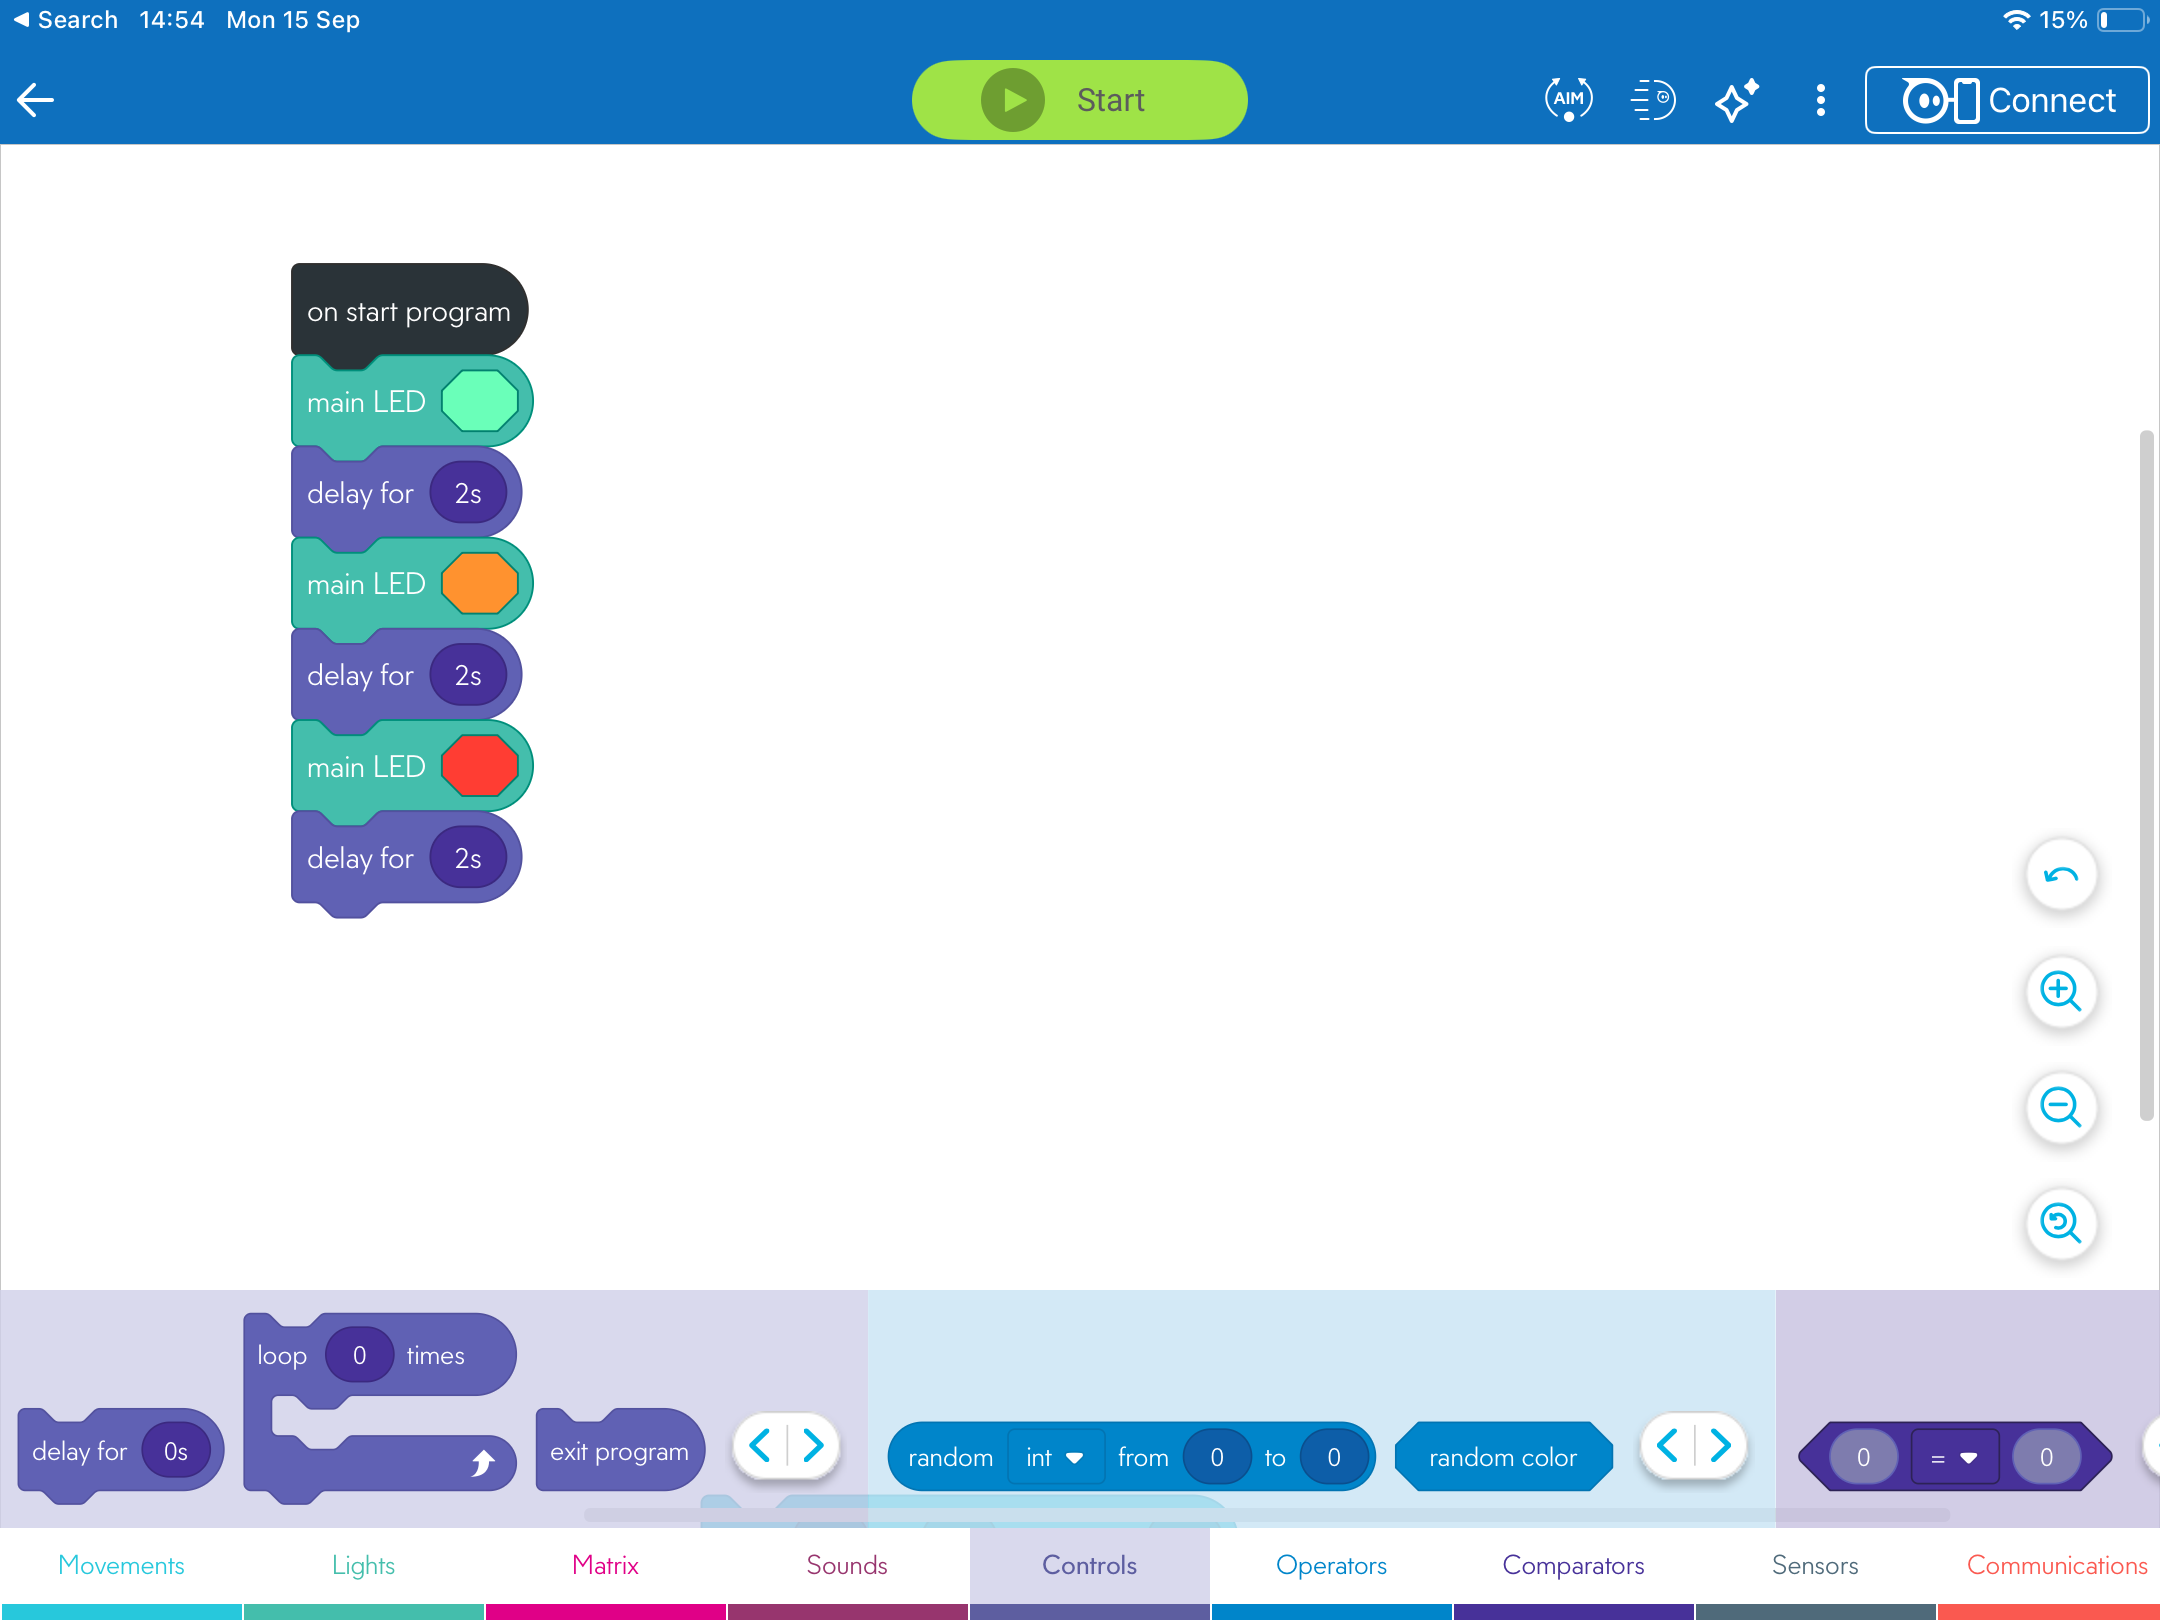 Search 14:54 Mon 15 Sep 15%
Start AIM Connect
on start program
main LED
delay for 2s
main LED
delay for 2s
main LED
delay for 2s
loop 0 times
delay for 0s exit program random int from 0 to 0 random color 0 = 0
Movements Lights Matrix Sounds Controls Operators Comparators Sensors Communications